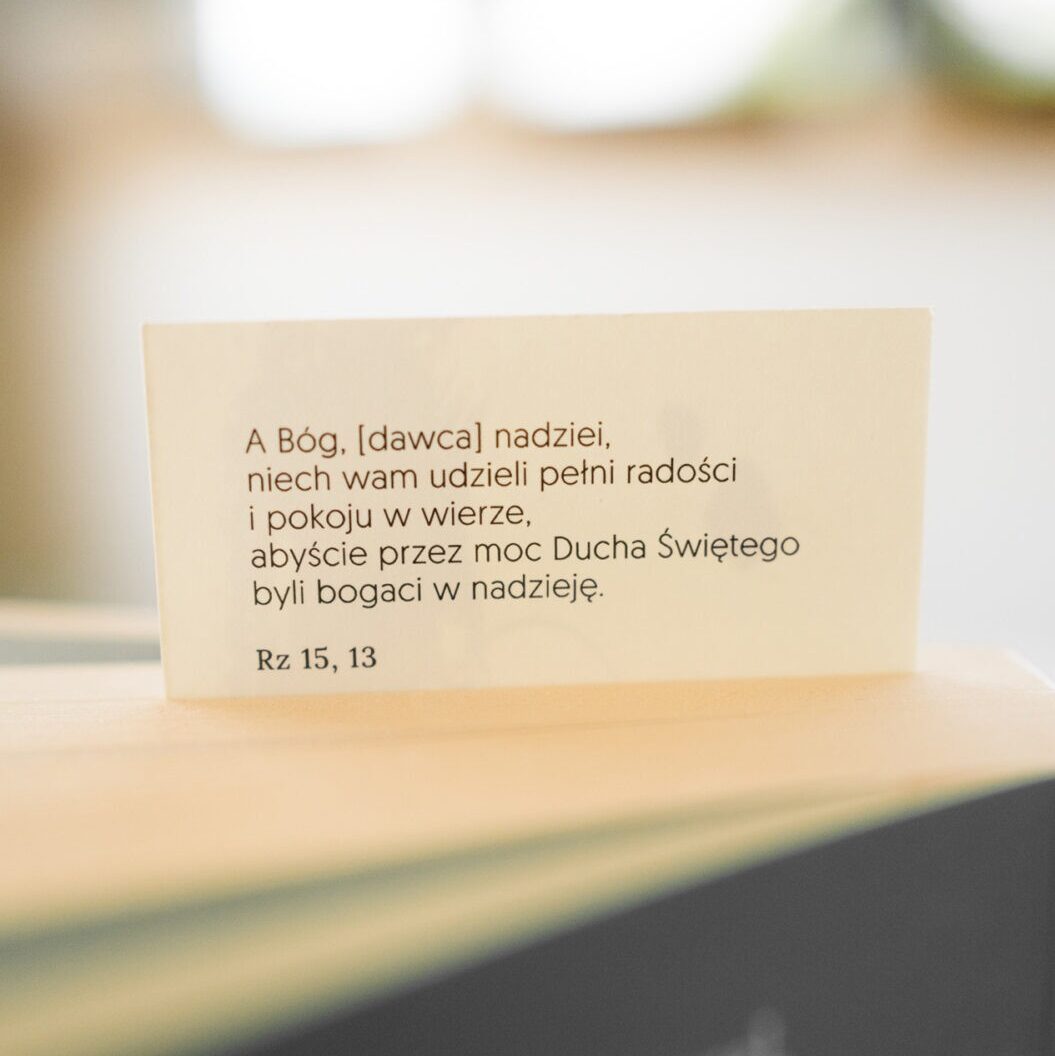 A Bóg, [dawca] nadziei,
niech wam udzieli pełni radości
i pokoju w wierze,
abyście przez moc Ducha Świętego
byli bogaci w nadzieję.
Rz 15, 13